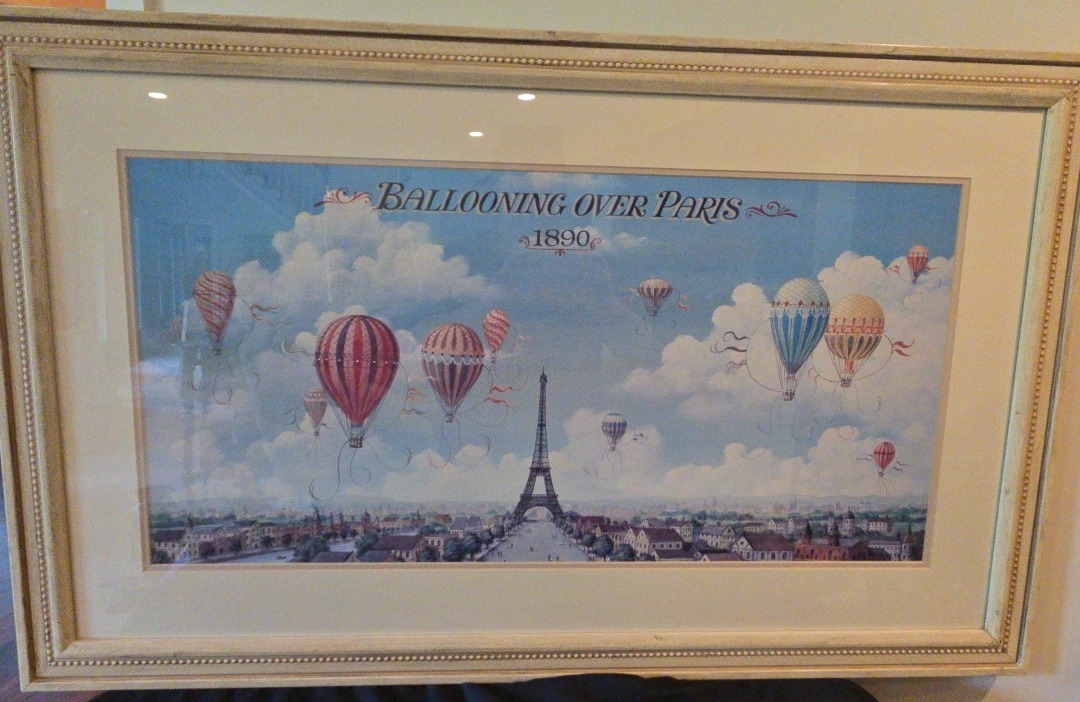 BALLOONING OVER PARIS
1890